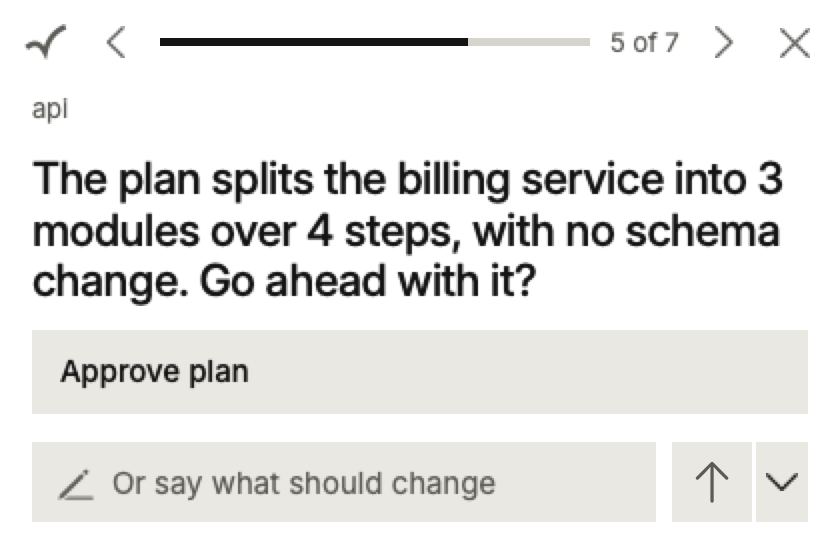 5 of 7
api
The plan splits the billing service into 3
modules over 4 steps, with no schema
change. Go ahead with it?
Approve plan
Or say what should change